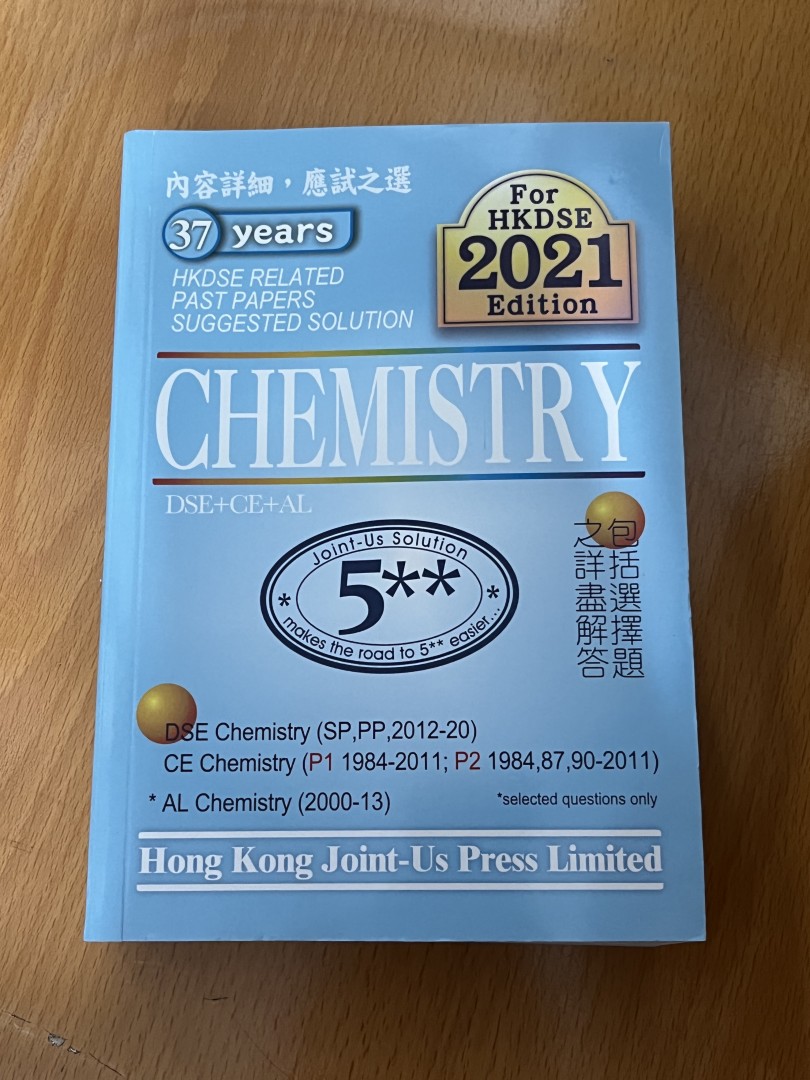 內容詳細，應試之選
37 years
HKDSE RELATED
PAST PAPERS
SUGGESTED SOLUTION
For
HKDSE
2021
Edition
CHEMISTRY
DSE+CE+AL
Joint-Us Solution
* 5** *
makes the road to 5** easier...
包括選擇題
之詳盡解答
DSE Chemistry (SP,PP,2012-20)
CE Chemistry (P1 1984-2011; P2 1984,87,90-2011)
* AL Chemistry (2000-13)
*selected questions only
Hong Kong Joint-Us Press Limited